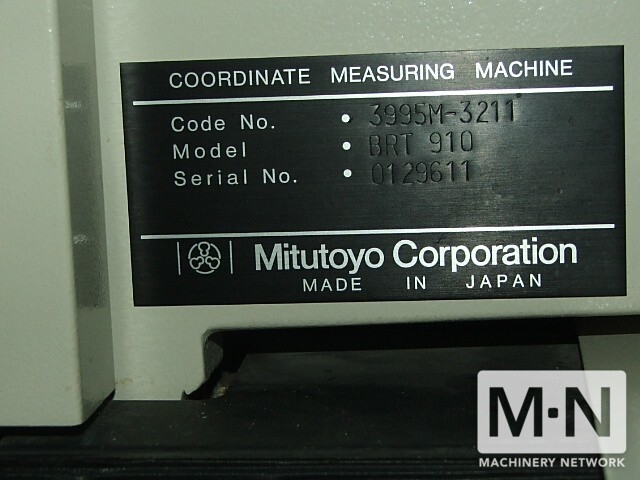 COORDINATE MEASURING MACHINE
Code No. • 3995M-3211
Model • BRT 910
Serial No. • 0129611
Mitutoyo Corporation
MADE IN JAPAN
M·N
MACHINERY NETWORK